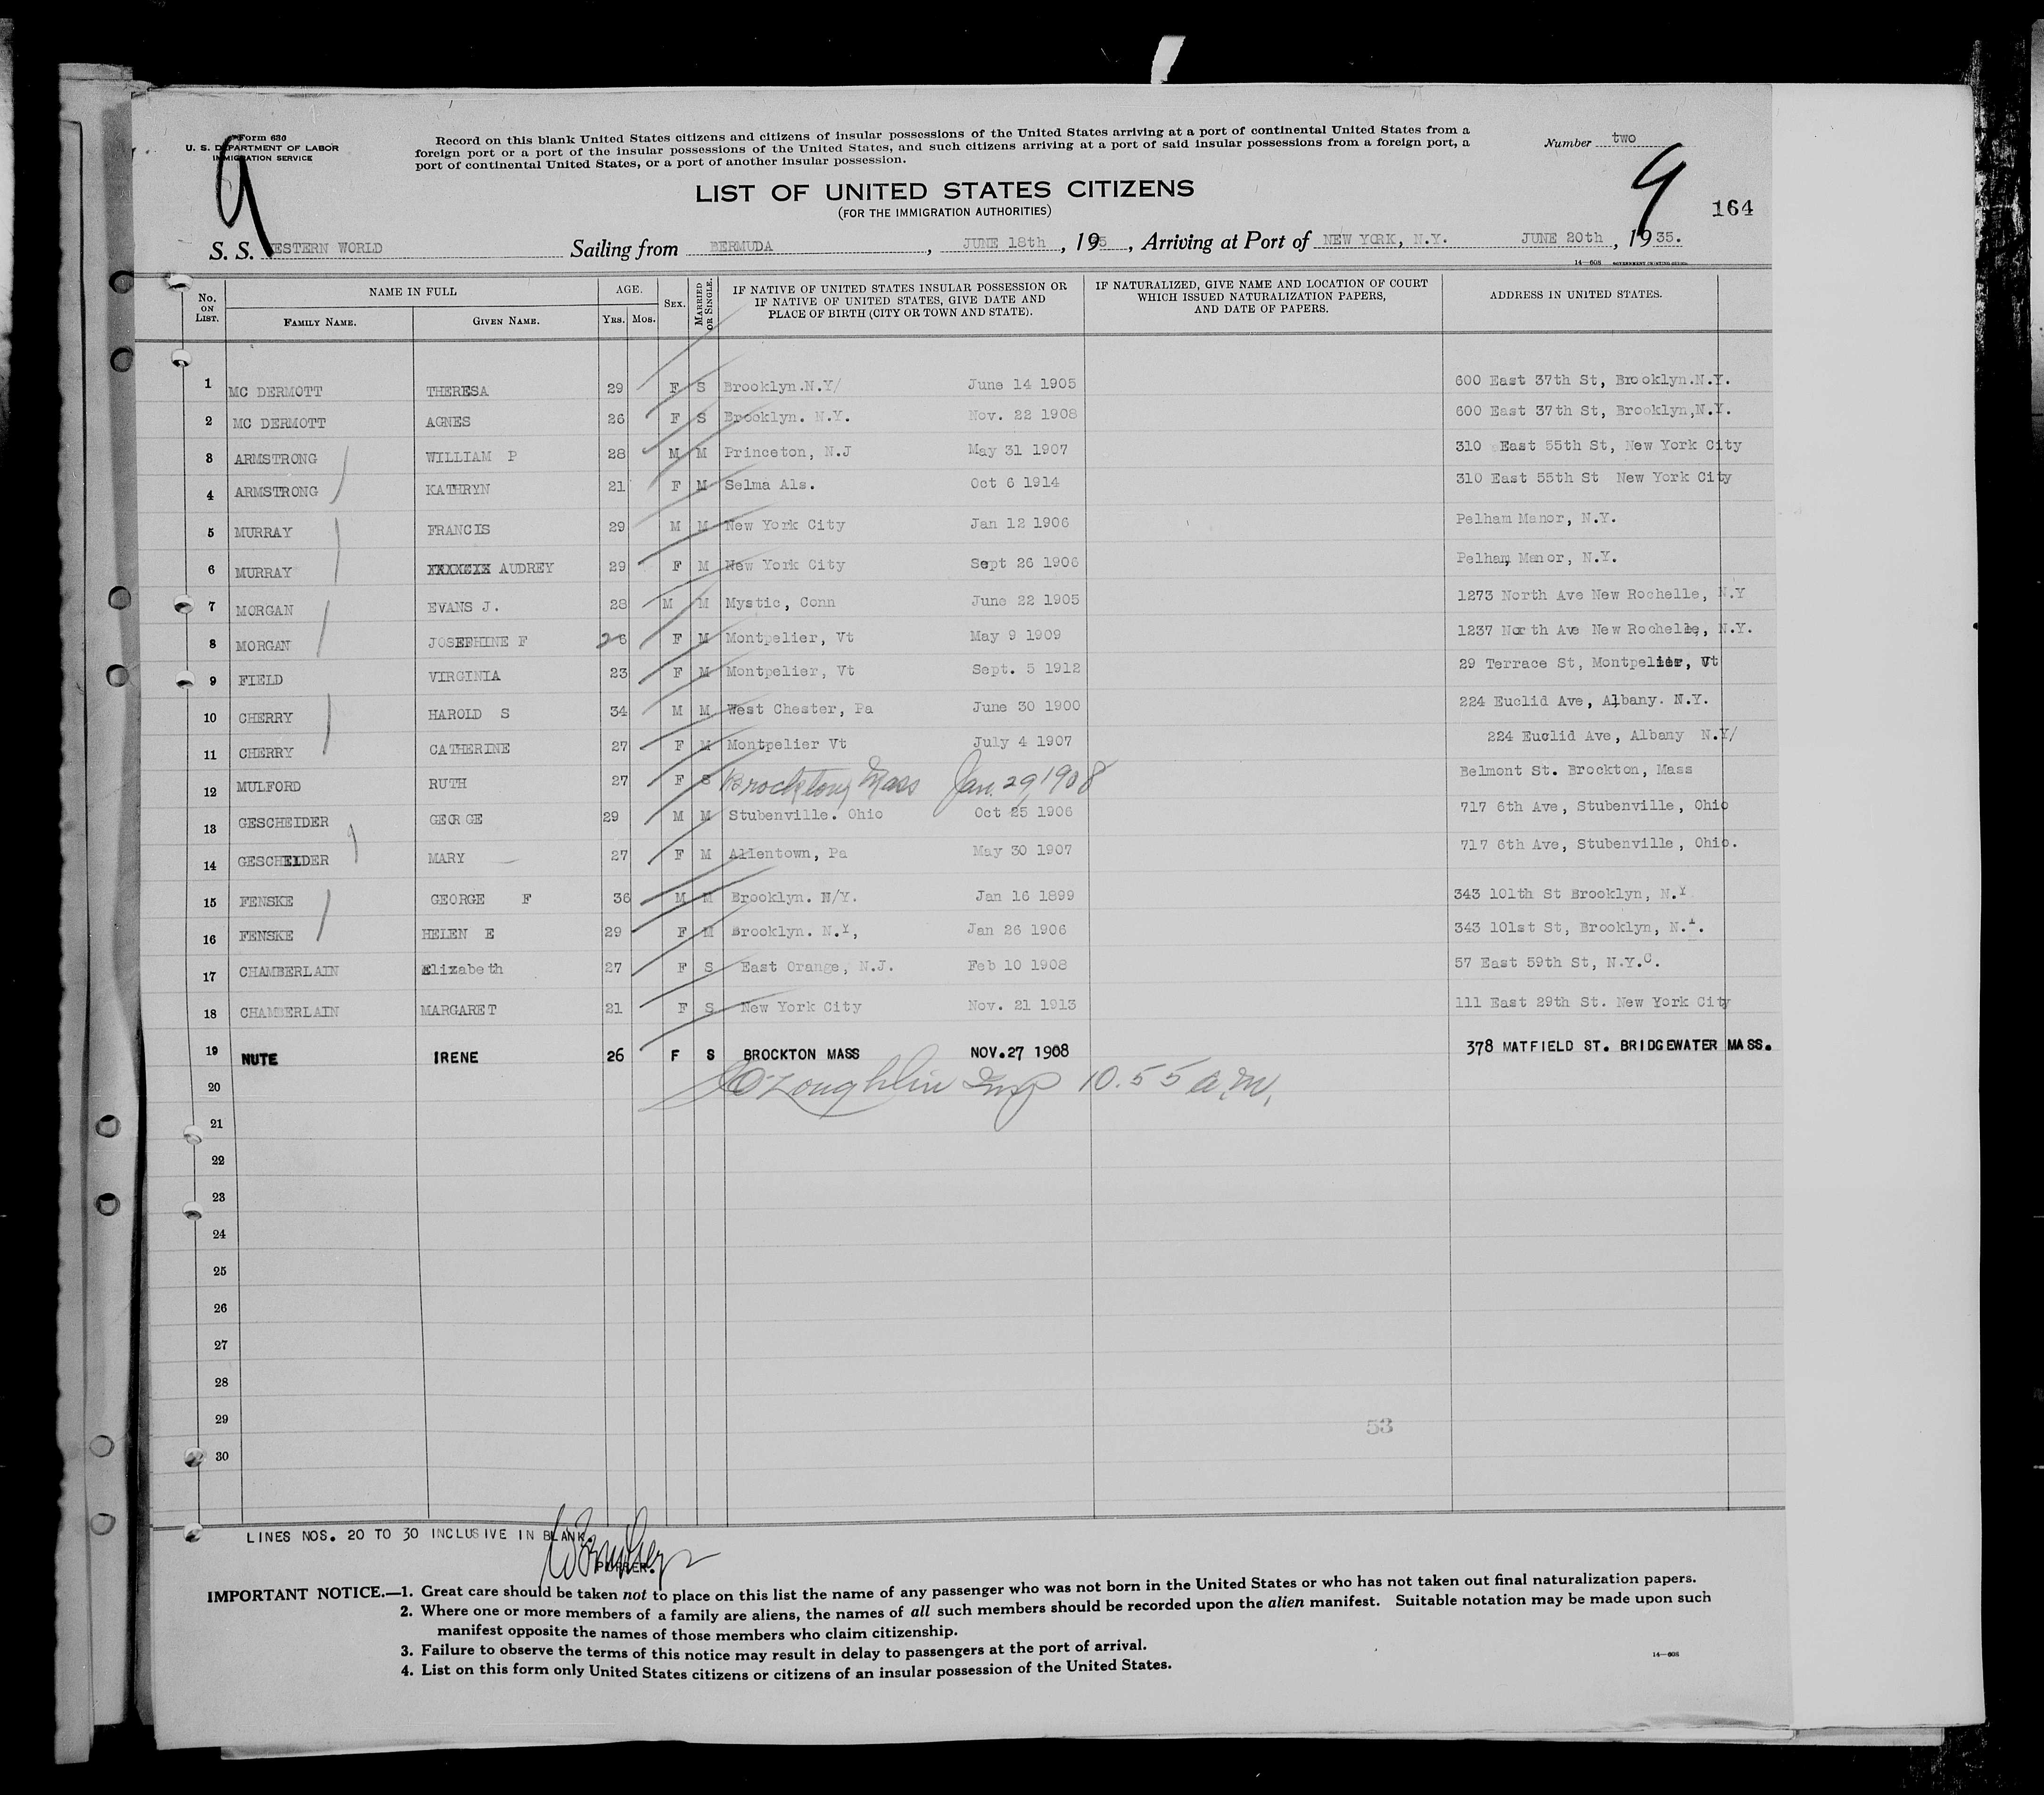 Form 630
U. S. DEPARTMENT OF LABOR
IMMIGRATION SERVICE
9
Record on this blank United States citizens and citizens of insular possessions of the United States arriving at a port of continental United States from a
foreign port or a port of the insular possessions of the United States, and such citizens arriving at a port of said insular possessions from a foreign port, a
port of continental United States, or a port of another insular possession.
Number two
9
164
LIST OF UNITED STATES CITIZENS
(FOR THE IMMIGRATION AUTHORITIES)
S. S. WESTERN WORLD Sailing from BERMUDA, JUNE 18th, 195, Arriving at Port of NEW YORK, N.Y. JUNE 20th, 1935.
14—608 GOVERNMENT PRINTING OFFICE
No. ON LIST. NAME IN FULL FAMILY NAME. GIVEN NAME. AGE. YRS. MOS. SEX. MARRIED OR SINGLE. IF NATIVE OF UNITED STATES INSULAR POSSESSION OR IF NATIVE OF UNITED STATES, GIVE DATE AND PLACE OF BIRTH (CITY OR TOWN AND STATE). IF NATURALIZED, GIVE NAME AND LOCATION OF COURT WHICH ISSUED NATURALIZATION PAPERS, AND DATE OF PAPERS. ADDRESS IN UNITED STATES.
1 MC DERMOTT THERESA 29 F S Brooklyn.N.Y/ June 14 1905 600 East 37th St, Brooklyn.N.Y.
2 MC DERMOTT AGNES 26 F S Brooklyn. N.Y. Nov. 22 1908 600 East 37th St, Brooklyn,N.Y.
3 ARMSTRONG WILLIAM P 28 M M Princeton, N.J May 31 1907 310 East 55th St, New York City
4 ARMSTRONG KATHRYN 21 F M Selma Als. Oct 6 1914 310 East 55th St New York City
5 MURRAY FRANCIS 29 M M New York City Jan 12 1906 Pelham Manor, N.Y.
6 MURRAY AUDREY 29 F M New York City Sept 26 1906 Pelham, Manor, N.Y.
7 MORGAN EVANS J. 28 M M Mystic, Conn June 22 1905 1273 North Ave New Rochelle, N.Y
8 MORGAN JOSEPHINE F 26 F M Montpelier, Vt May 9 1909 1237 North Ave New Rochelle, N.Y.
9 FIELD VIRGINIA 23 F M Montpelier, Vt Sept. 5 1912 29 Terrace St, Montpelier, Vt
10 CHERRY HAROLD S 34 M M West Chester, Pa June 30 1900 224 Euclid Ave, Albany. N.Y.
11 CHERRY CATHERINE 27 F M Montpelier Vt July 4 1907 224 Euclid Ave, Albany N.Y/
12 MULFORD RUTH 27 F S Brockton, Mass Jan. 29, 1908 Belmont St. Brockton, Mass
13 GESCHEIDER GEORGE 29 M M Stubenville. Ohio Oct 25 1906 717 6th Ave, Stubenville, Ohio
14 GESCHEIDER MARY 27 F M Allentown, Pa May 30 1907 717 6th Ave, Stubenville, Ohio.
15 FENSKE GEORGE F 36 M M Brooklyn. N/Y. Jan 16 1899 343 101th St Brooklyn, N.Y
16 FENSKE HELEN E 29 F M Brooklyn. N.Y, Jan 26 1906 343 101st St, Brooklyn, N.Y.
17 CHAMBERLAIN Elizabeth 27 F S East Orange, N.J. Feb 10 1908 57 East 59th St, N.Y.C.
18 CHAMBERLAIN MARGARET 21 F S New York City Nov. 21 1913 111 East 29th St. New York City
19 NUTE IRENE 26 F S BROCKTON MASS NOV.27 1908 378 MATFIELD ST. BRIDGEWATER MASS.
20 O'Loughlin Insp 10.55 a.m.
21
22
23
24
25
26
27
28
29
53
30
LINES NOS. 20 TO 30 INCLUSIVE IN BLANK.
PURSER.
IMPORTANT NOTICE.—1. Great care should be taken not to place on this list the name of any passenger who was not born in the United States or who has not taken out final naturalization papers.
2. Where one or more members of a family are aliens, the names of all such members should be recorded upon the alien manifest. Suitable notation may be made upon such
manifest opposite the names of those members who claim citizenship.
3. Failure to observe the terms of this notice may result in delay to passengers at the port of arrival.
4. List on this form only United States citizens or citizens of an insular possession of the United States.
14—608